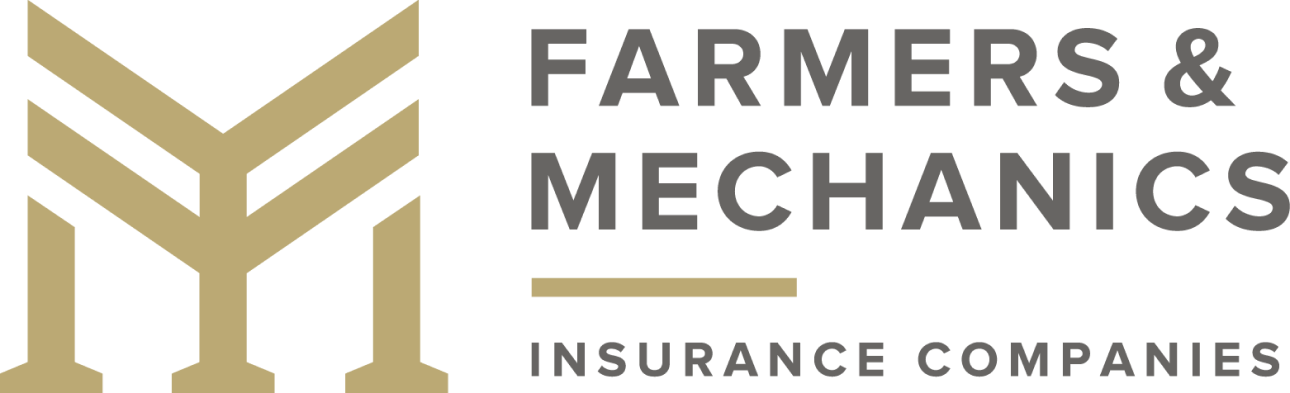 FARMERS &
MECHANICS
INSURANCE COMPANIES